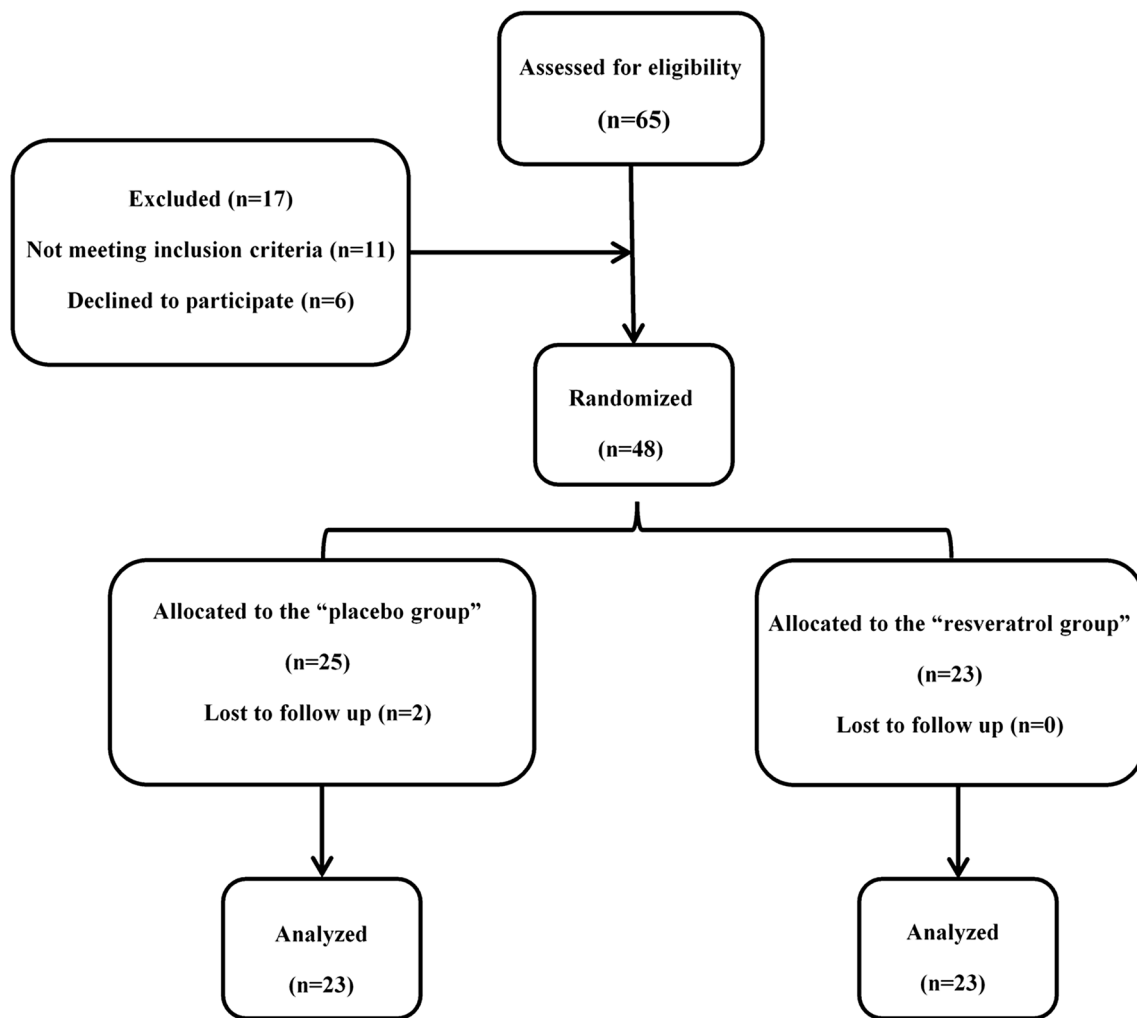 Assessed for eligibility
(n=65)
Excluded (n=17)
Not meeting inclusion criteria (n=11)
Declined to participate (n=6)
Randomized
(n=48)
Allocated to the “placebo group”
(n=25)
Lost to follow up (n=2)
Allocated to the “resveratrol group”
(n=23)
Lost to follow up (n=0)
Analyzed
(n=23)
Analyzed
(n=23)